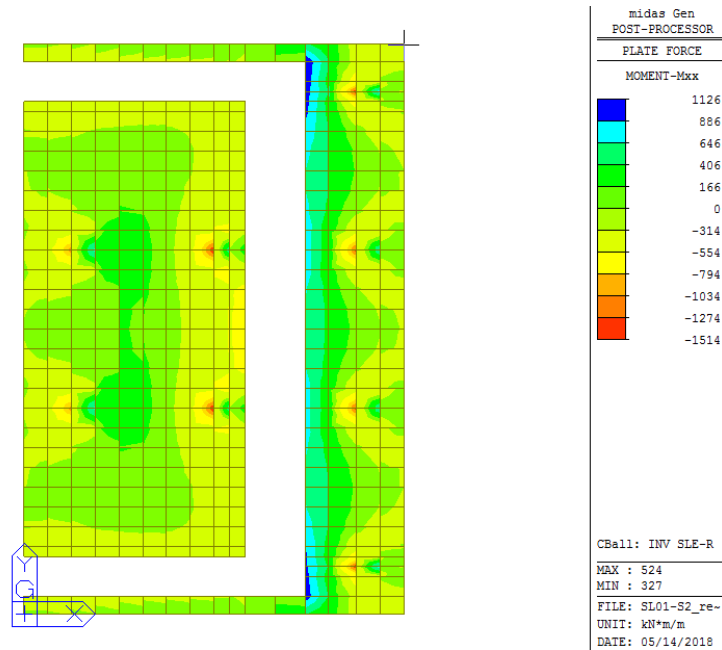 midas Gen
POST-PROCESSOR
PLATE FORCE
MOMENT-Mxx
1126
886
646
406
166
0
-314
-554
-794
-1034
-1274
-1514
CBall: INV SLE-R
MAX : 524
MIN : 327
FILE: SL01-S2_re~
UNIT: kN*m/m
DATE: 05/14/2018
Y
G
X